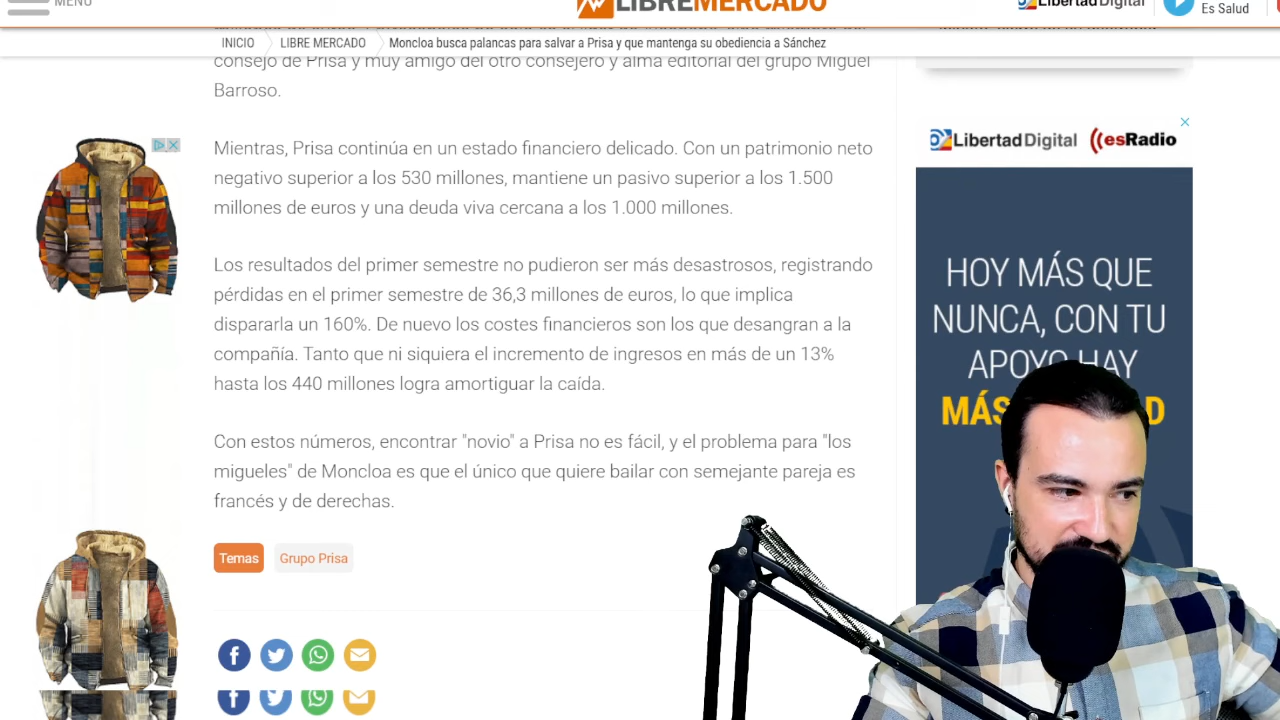 MENÚ
LIBREMERCADO
Libertad Digital
Es Salud
INICIO
LIBRE MERCADO
Moncloa busca palancas para salvar a Prisa y que mantenga su obediencia a Sánchez
consejo de Prisa y muy amigo del otro consejero y alma editorial del grupo Miguel
Barroso.
Mientras, Prisa continúa en un estado financiero delicado. Con un patrimonio neto
negativo superior a los 530 millones, mantiene un pasivo superior a los 1.500
millones de euros y una deuda viva cercana a los 1.000 millones.
Los resultados del primer semestre no pudieron ser más desastrosos, registrando
pérdidas en el primer semestre de 36,3 millones de euros, lo que implica
dispararla un 160%. De nuevo los costes financieros son los que desangran a la
compañía. Tanto que ni siquiera el incremento de ingresos en más de un 13%
hasta los 440 millones logra amortiguar la caída.
Con estos números, encontrar "novio" a Prisa no es fácil, y el problema para "los
migueles" de Moncloa es que el único que quiere bailar con semejante pareja es
francés y de derechas.
Temas
Grupo Prisa
Libertad Digital
esRadio
HOY MÁS QUE
NUNCA, CON TU
APOYO HAY
MÁS